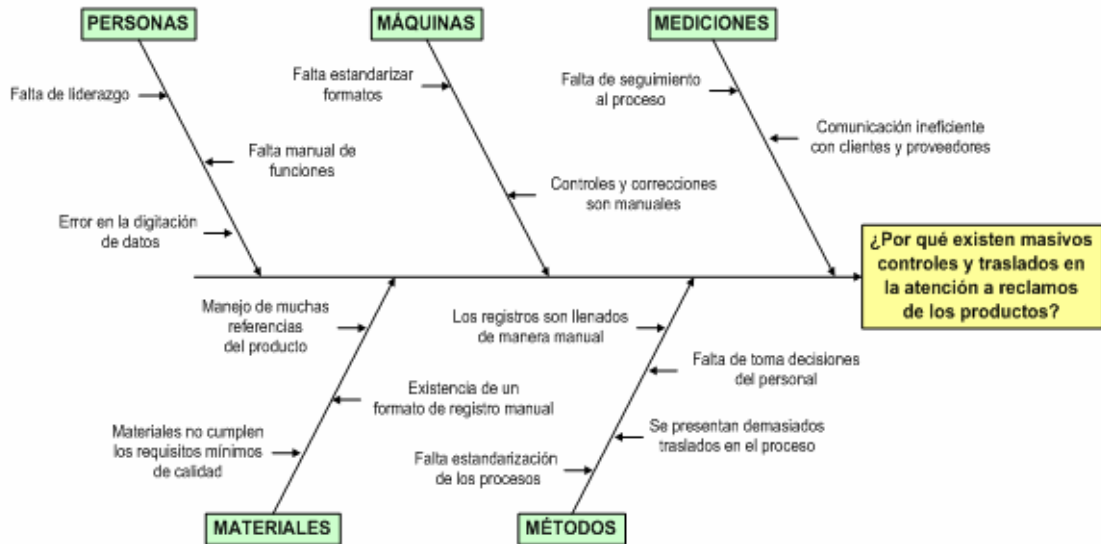 PERSONAS
MÁQUINAS
MEDICIONES
Falta de liderazgo
Falta manual de
funciones
Error en la digitación
de datos
Falta estandarizar
formatos
Controles y correcciones
son manuales
Falta de seguimiento
al proceso
Comunicación ineficiente
con clientes y proveedores
¿Por qué existen masivos
controles y traslados en
la atención a reclamos
de los productos?
Manejo de muchas
referencias
del producto
Existencia de un
formato de registro manual
Materiales no cumplen
los requisitos mínimos
de calidad
Los registros son llenados
de manera manual
Falta de toma decisiones
del personal
Se presentan demasiados
traslados en el proceso
Falta estandarización
de los procesos
MATERIALES
MÉTODOS